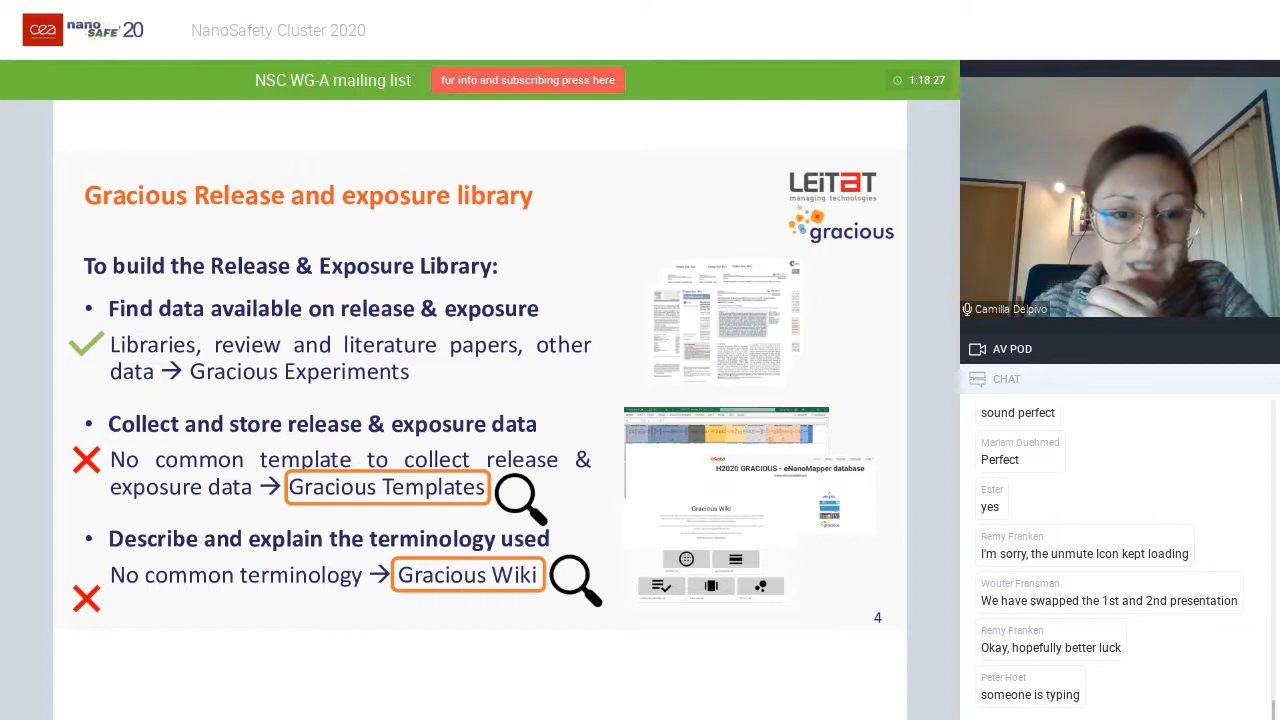 cea nano SAFE '20
NanoSafety Cluster 2020
NSC WG-A mailing list
fur info and subscribing press here
1:18:27
Gracious Release and exposure library
LEiTaT
managing technologies
gracious
To build the Release & Exposure Library:
• Find data available on release & exposure
Libraries, review and literature papers, other
data → Gracious Experiments
• Collect and store release & exposure data
No common template to collect release &
exposure data → Gracious Templates
• Describe and explain the terminology used
No common terminology → Gracious Wiki
H2020 GRACIOUS - eNanoMapper database
Gracious Wiki
4
Camilla Delpivo
AV POD
CHAT
sound perfect
Mariam Ouahmed
Perfect
Ester
yes
Remy Franken
I'm sorry, the unmute Icon kept loading
Wouter Fransman
We have swapped the 1st and 2nd presentation
Remy Franken
Okay, hopefully better luck
Peter Hoet
someone is typing